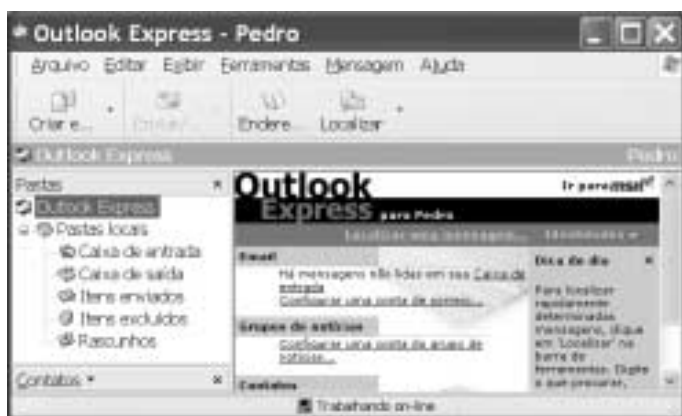 Outlook Express - Pedro
Arquivo Editar Exibir Ferramentas Mensagem Ajuda
Criar e... Enviar/... Endere... Localizar
Outlook Express Pedro
Pastas
Outlook Express
Pastas locais
Caixa de entrada
Caixa de saída
Itens enviados
Itens excluídos
Rascunhos
Contatos
Outlook
Express para Pedro
Ir para msn
Localizar uma mensagem...
Email
Há mensagens não lidas em sua Caixa de
entrada
Configurar uma conta de correio...
Grupos de notícias
Configurar uma conta de grupo de
notícias...
Contatos
Dica do dia
Para localizar
rapidamente
determinadas
mensagens, clique
em 'Localizar' na
barra de
ferramentas. Digite
o que procurar,
Trabalhando on-line